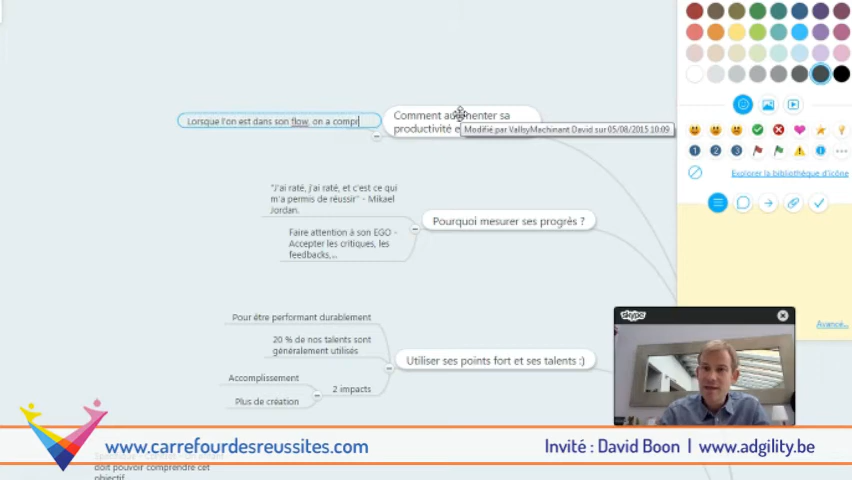 Lorsque l'on est dans son flow, on a compr
Comment augmenter sa
productivité e
Modifié par ValbyMachinant David sur 05/08/2015 10:09
Explorer la bibliothèque d'icône
"J'ai raté, j'ai raté, et c'est ce qui
m'a permis de réussir" - Mikael
Jordan.
Faire attention à son EGO -
Accepter les critiques, les
feedbacks,...
Pourquoi mesurer ses progrès ?
Pour être performant durablement
20 % de nos talents sont
généralement utilisés
Accomplissement
Plus de création
2 impacts
Utiliser ses points fort et ses talents :)
Avancé...
skype
www.carrefourdesreussites.com
Invité : David Boon | www.adgility.be
doit pouvoir comprendre cet
objectif